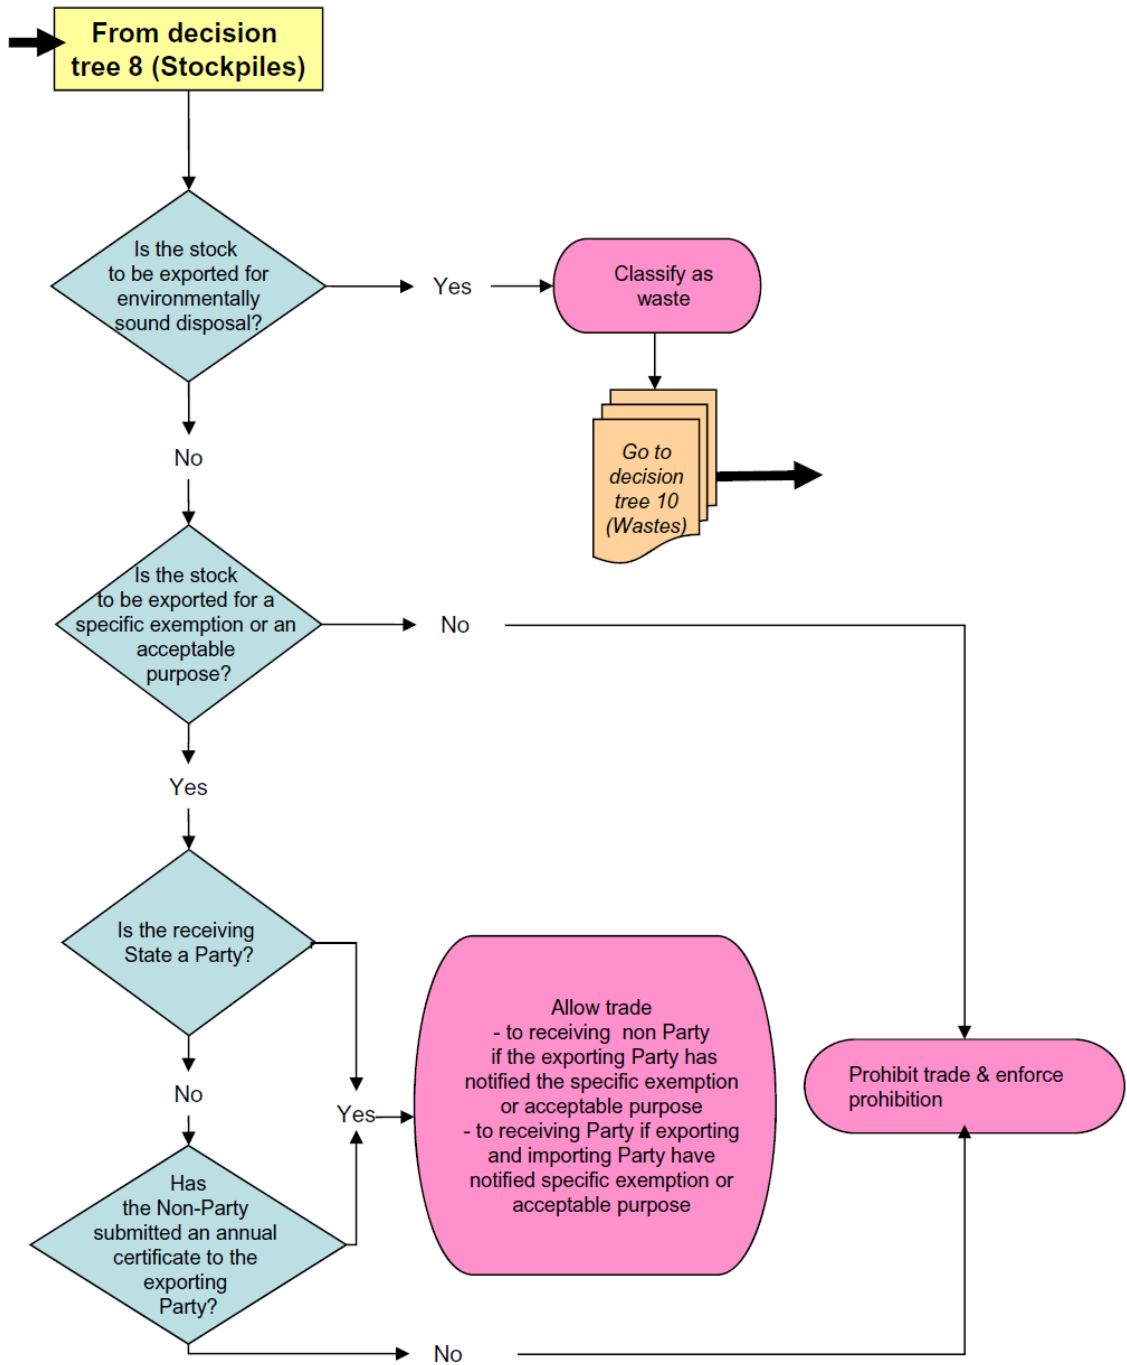 From decision
tree 8 (Stockpiles)
Is the stock
to be exported for
environmentally
sound disposal?
Yes
Classify as
waste
No
Go to
decision
tree 10
(Wastes)
Is the stock
to be exported for a
specific exemption or an
acceptable
purpose?
No
Yes
Is the receiving
State a Party?
Allow trade
- to receiving non Party
if the exporting Party has
notified the specific exemption
or acceptable purpose
- to receiving Party if exporting
and importing Party have
notified specific exemption or
acceptable purpose
Prohibit trade & enforce
prohibition
No
Yes
Has
the Non-Party
submitted an annual
certificate to the
exporting
Party?
No